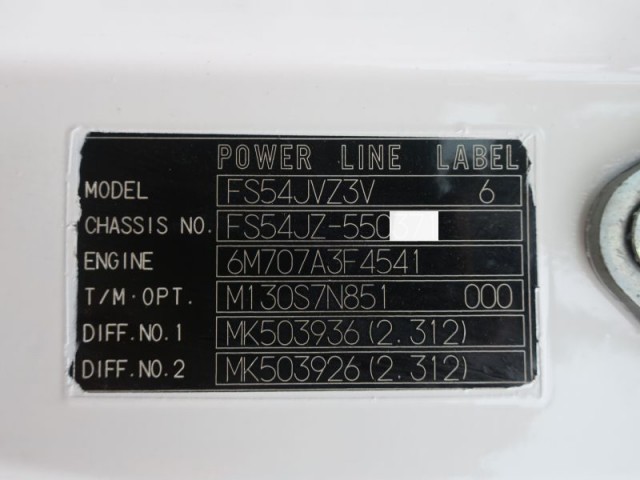 POWER LINE LABEL
MODEL FS54JVZ3V 6
CHASSIS NO. FS54JZ-550
ENGINE 6M707A3F4541
T/M·OPT. M130S7N851 000
DIFF.NO.1 MK503936(2.312)
DIFF.NO.2 MK503926(2.312)